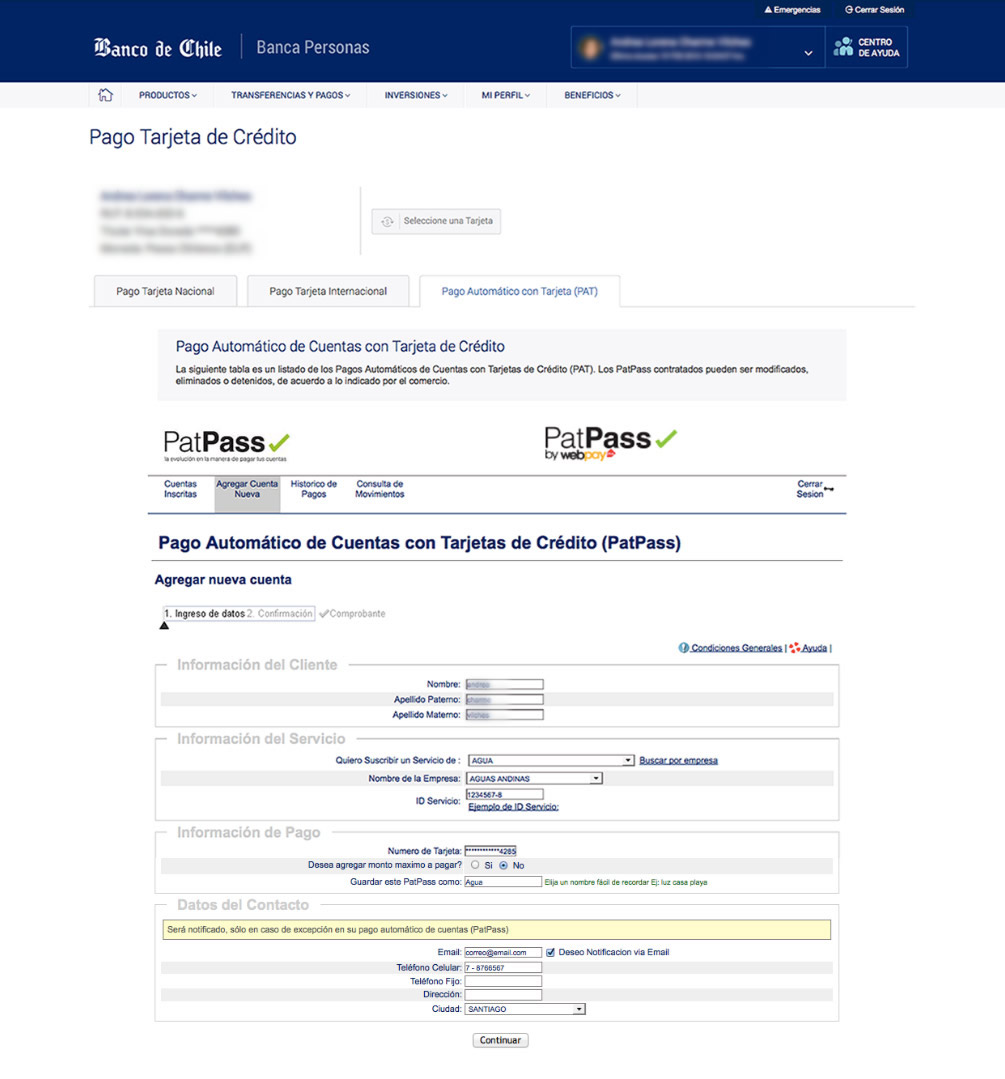 Emergencias Cerrar Sesión
Banco de Chile Banca Personas
CENTRO
DE AYUDA
PRODUCTOS TRANSFERENCIAS Y PAGOS INVERSIONES MI PERFIL BENEFICIOS
Pago Tarjeta de Crédito
Seleccione una Tarjeta
Pago Tarjeta Nacional Pago Tarjeta Internacional Pago Automático con Tarjeta (PAT)
Pago Automático de Cuentas con Tarjeta de Crédito
La siguiente tabla es un listado de los Pagos Automáticos de Cuentas con Tarjetas de Crédito (PAT). Los PatPass contratados pueden ser modificados,
eliminados o detenidos, de acuerdo a lo indicado por el comercio.
PatPass
la evolución en la manera de pagar tus cuentas
PatPass
by webpay
Cuentas
Inscritas
Agregar Cuenta
Nueva
Historico de
Pagos
Consulta de
Movimientos
Cerrar
Sesion
Pago Automático de Cuentas con Tarjetas de Crédito (PatPass)
Agregar nueva cuenta
1. Ingreso de datos 2. Confirmación Comprobante
Condiciones Generales | Ayuda |
Información del Cliente
Nombre:
Apellido Paterno:
Apellido Materno:
Información del Servicio
Quiero Suscribir un Servicio de : AGUA Buscar por empresa
Nombre de la Empresa: AGUAS ANDINAS
ID Servicio: 1234567-8
Ejemplo de ID Servicio:
Información de Pago
Numero de Tarjeta: ************4285
Desea agregar monto maximo a pagar? Si No
Guardar este PatPass como: Agua Elija un nombre fácil de recordar Ej: luz casa playa
Datos del Contacto
Será notificado, sólo en caso de excepción en su pago automático de cuentas (PatPass)
Email: correo@email.com Deseo Notificacion via Email
Teléfono Celular: 7 - 8766567
Teléfono Fijo:
Dirección:
Ciudad: SANTIAGO
Continuar